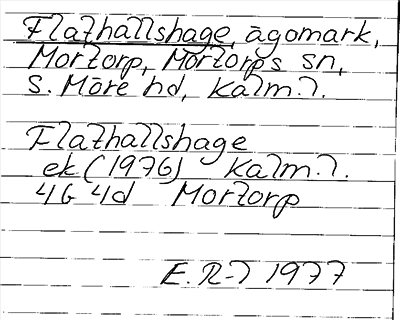 Flathallshage, ägomark,
Mortorp, Mortorps sn,
S. Möre hd, Kalm. l.
Flathallshage
ek (1976) Kalm. l.
4G 4d Mortorp
E. R-l 1977